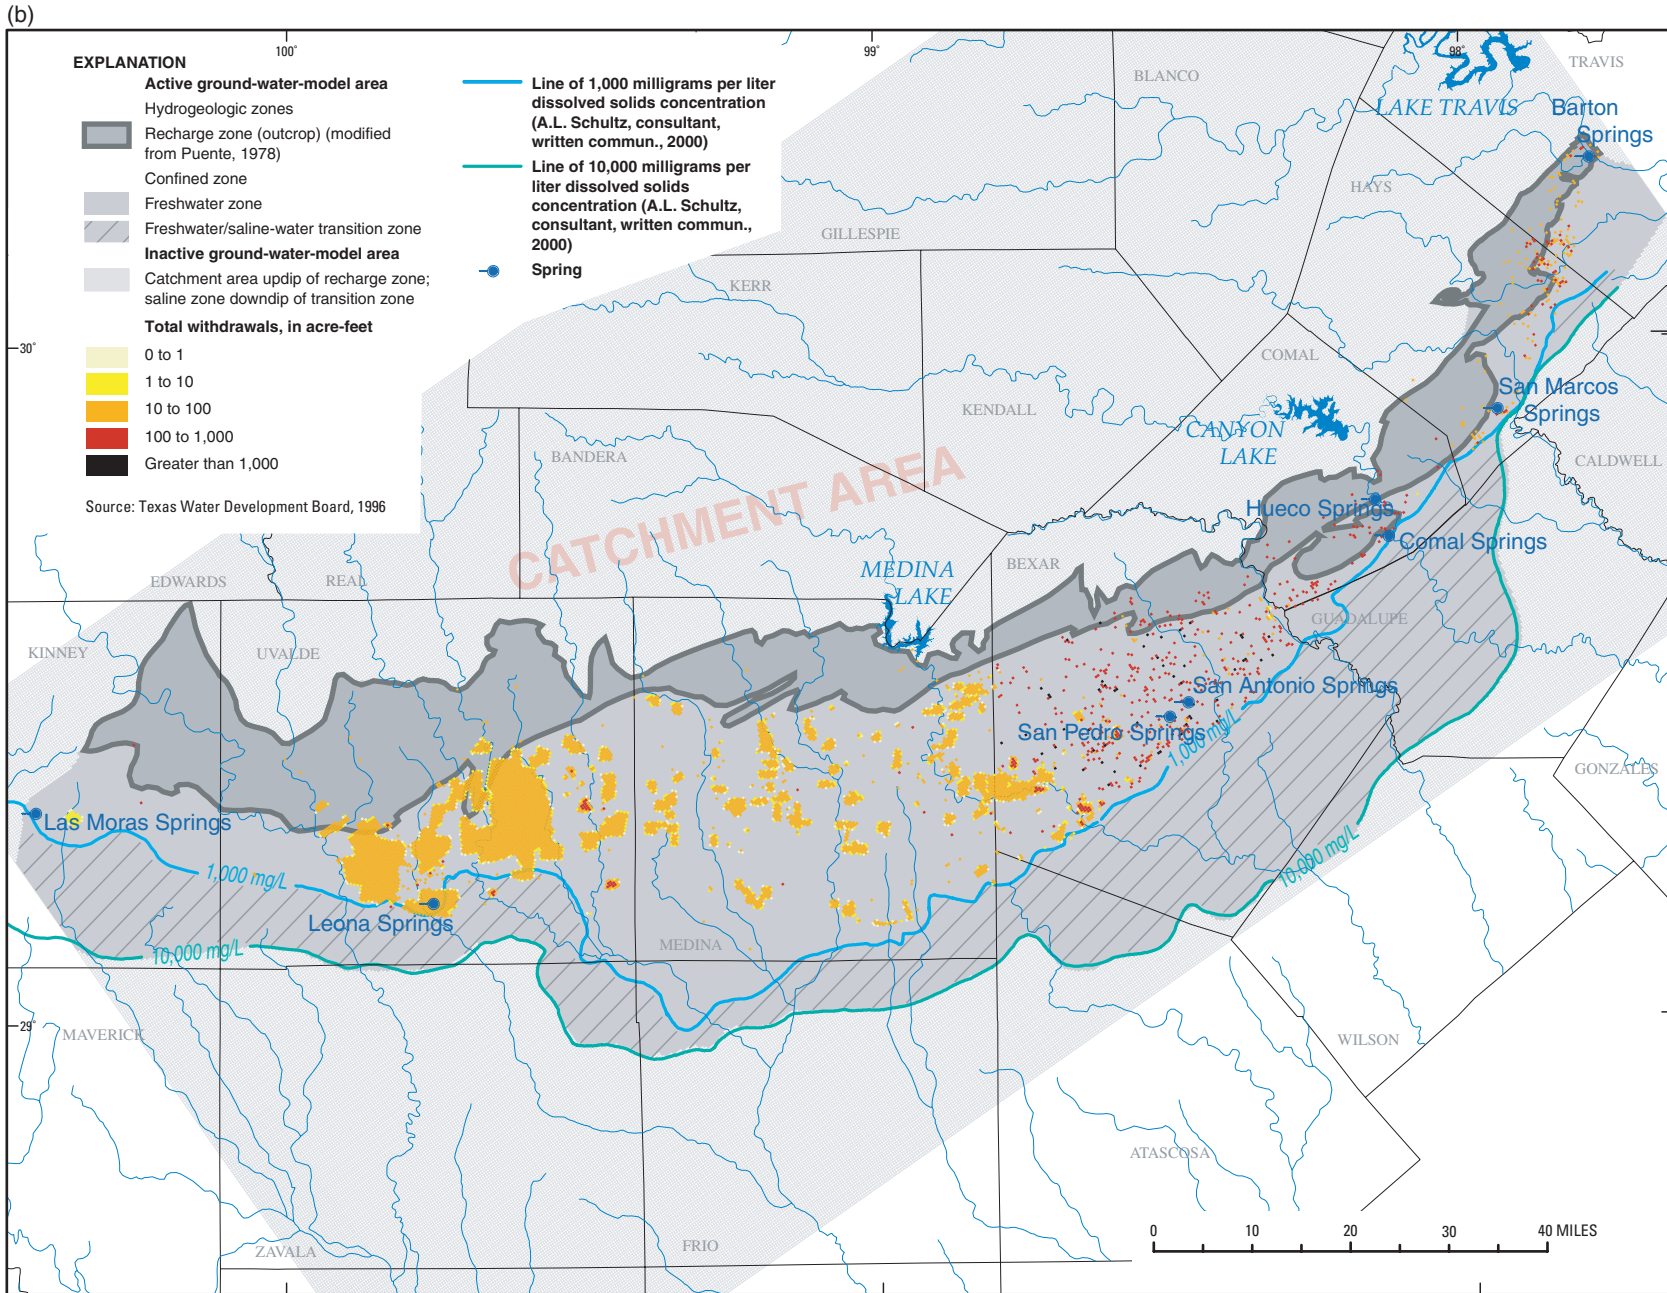 (b)
100°
99°
98°
EXPLANATION
Active ground-water-model area
Hydrogeologic zones
Recharge zone (outcrop) (modified
from Puente, 1978)
Confined zone
Freshwater zone
Freshwater/saline-water transition zone
Inactive ground-water-model area
Catchment area updip of recharge zone;
saline zone downdip of transition zone
Total withdrawals, in acre-feet
0 to 1
1 to 10
10 to 100
100 to 1,000
Greater than 1,000
Source: Texas Water Development Board, 1996
Line of 1,000 milligrams per liter
dissolved solids concentration
(A.L. Schultz, consultant,
written commun., 2000)
Line of 10,000 milligrams per
liter dissolved solids
concentration (A.L. Schultz,
consultant, written commun.,
2000)
Spring
BLANCO
TRAVIS
LAKE TRAVIS
Barton
Springs
HAYS
GILLESPIE
KERR
30°
COMAL
KENDALL
San Marcos
Springs
CANYON
LAKE
BANDERA
CATCHMENT AREA
CALDWELL
Hueco Springs
Comal Springs
EDWARDS
REAL
MEDINA
LAKE
BEXAR
GUADALUPE
KINNEY
UVALDE
San Antonio Springs
San Pedro Springs
1,000 mg/L
GONZALES
Las Moras Springs
1,000 mg/L
10,000 mg/L
Leona Springs
10,000 mg/L
MEDINA
29°
MAVERICK
WILSON
ATASCOSA
ZAVALA
FRIO
0
10
20
30
40 MILES